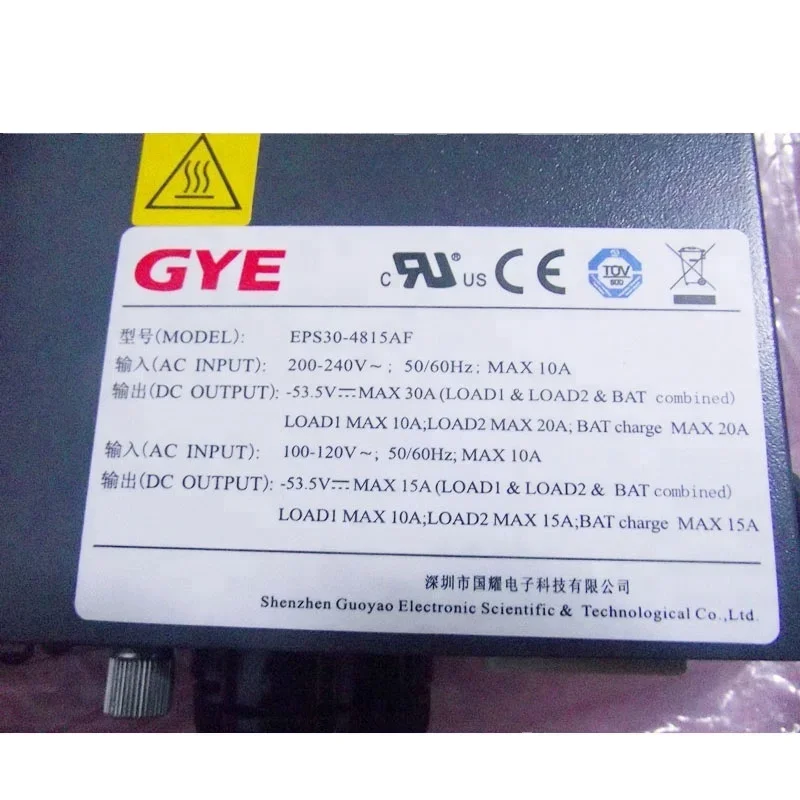 GYE
C RU ® US CE TÜV SÜD
型号(MODEL): EPS30-4815AF
输入(AC INPUT): 200-240V~; 50/60Hz; MAX 10A
输出(DC OUTPUT): -53.5V⎓MAX 30A (LOAD1 & LOAD2 & BAT combined)
LOAD1 MAX 10A;LOAD2 MAX 20A; BAT charge MAX 20A
输入(AC INPUT): 100-120V~; 50/60Hz; MAX 10A
输出(DC OUTPUT): -53.5V⎓MAX 15A (LOAD1 & LOAD2 & BAT combined)
LOAD1 MAX 10A;LOAD2 MAX 15A;BAT charge MAX 15A
深圳市国耀电子科技有限公司
Shenzhen Guoyao Electronic Scientific & Technological Co.,Ltd.